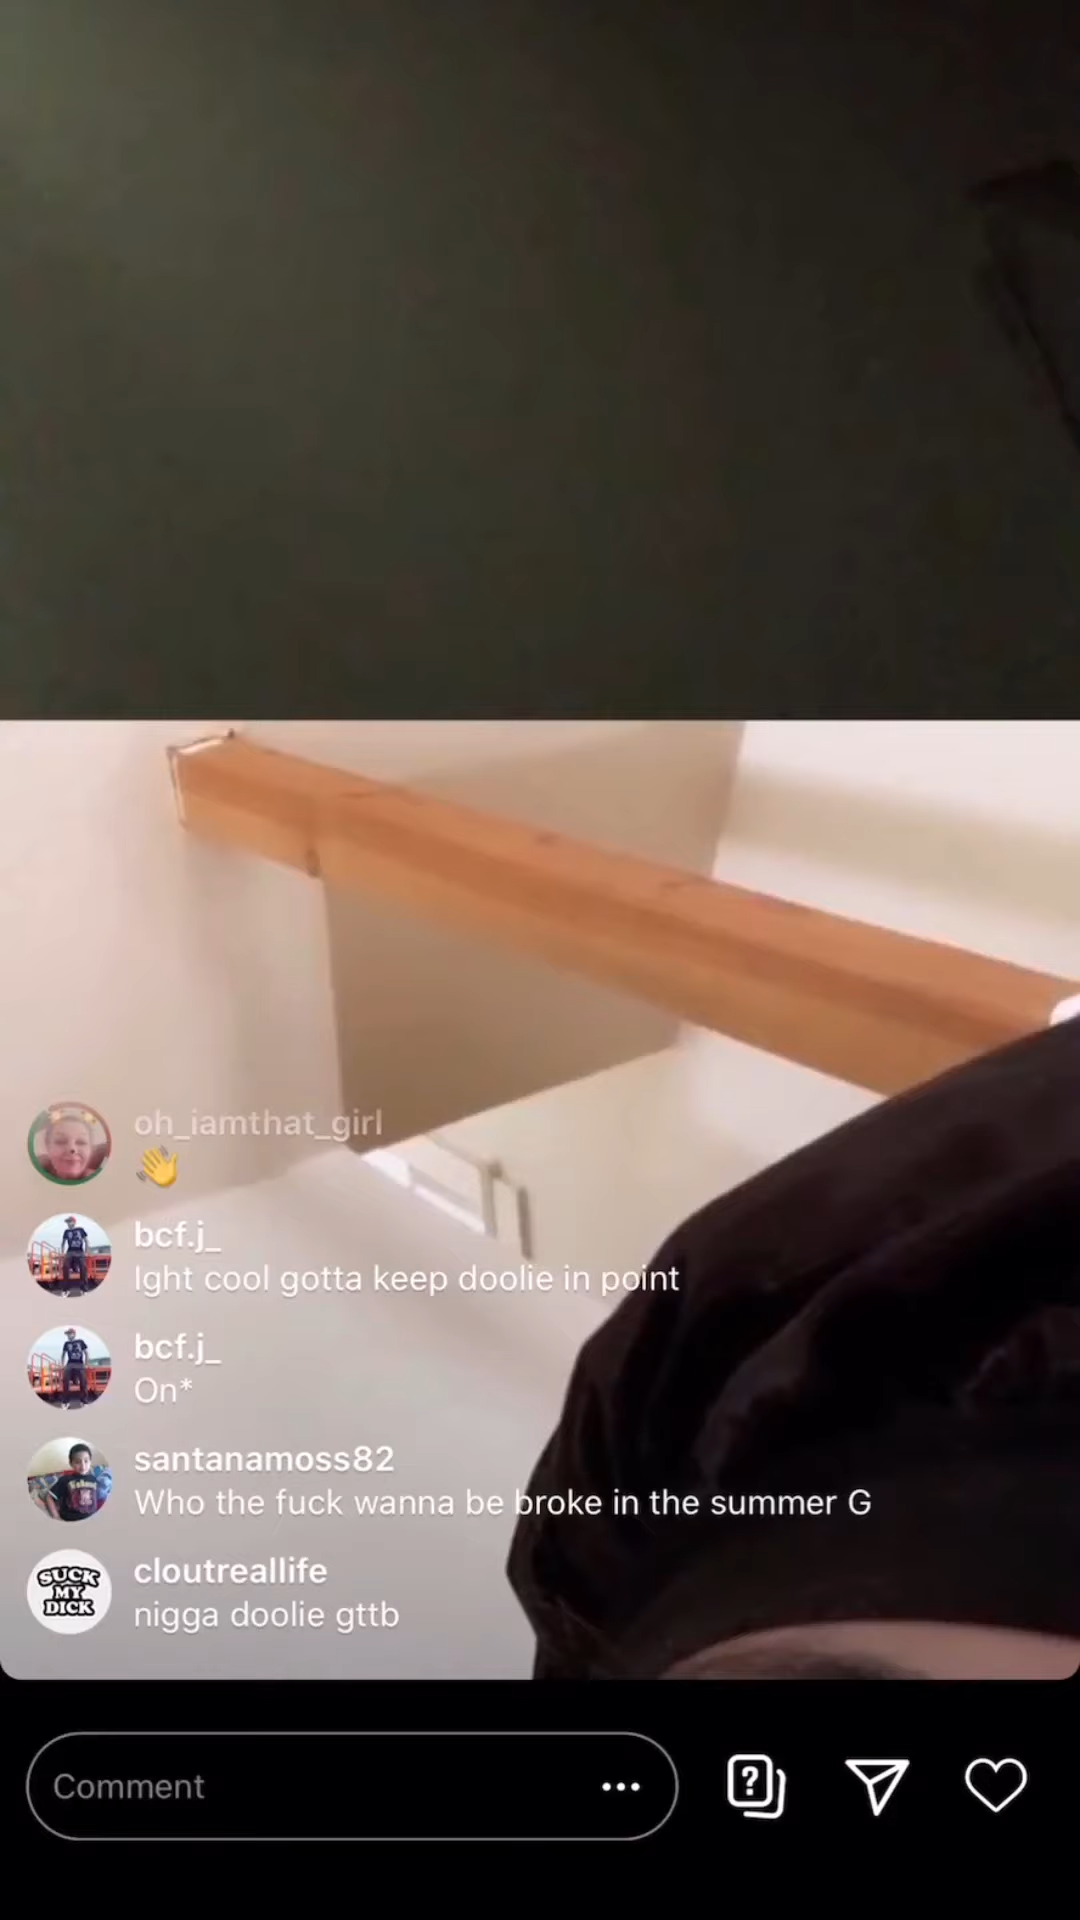 oh_iamthat_girl
👋
bcf.j_
Ight cool gotta keep doolie in point
bcf.j_
On*
santanamoss82
Who the fuck wanna be broke in the summer G
SUCK
MY
DICK
cloutreallife
nigga doolie gttb
Comment